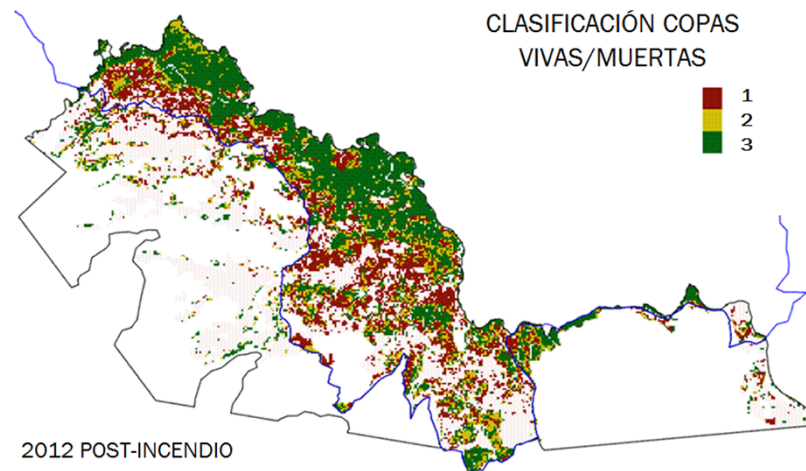 CLASIFICACIÓN COPAS
VIVAS/MUERTAS
1
2
3
2012 POST-INCENDIO